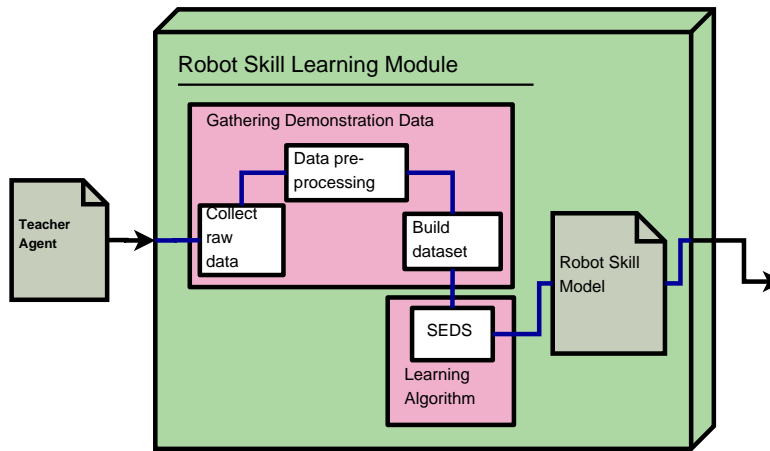 Robot Skill Learning Module
Gathering Demonstration Data
Data pre-
processing
Collect
raw
data
Build
dataset
Teacher
Agent
Robot Skill
Model
SEDS
Learning
Algorithm